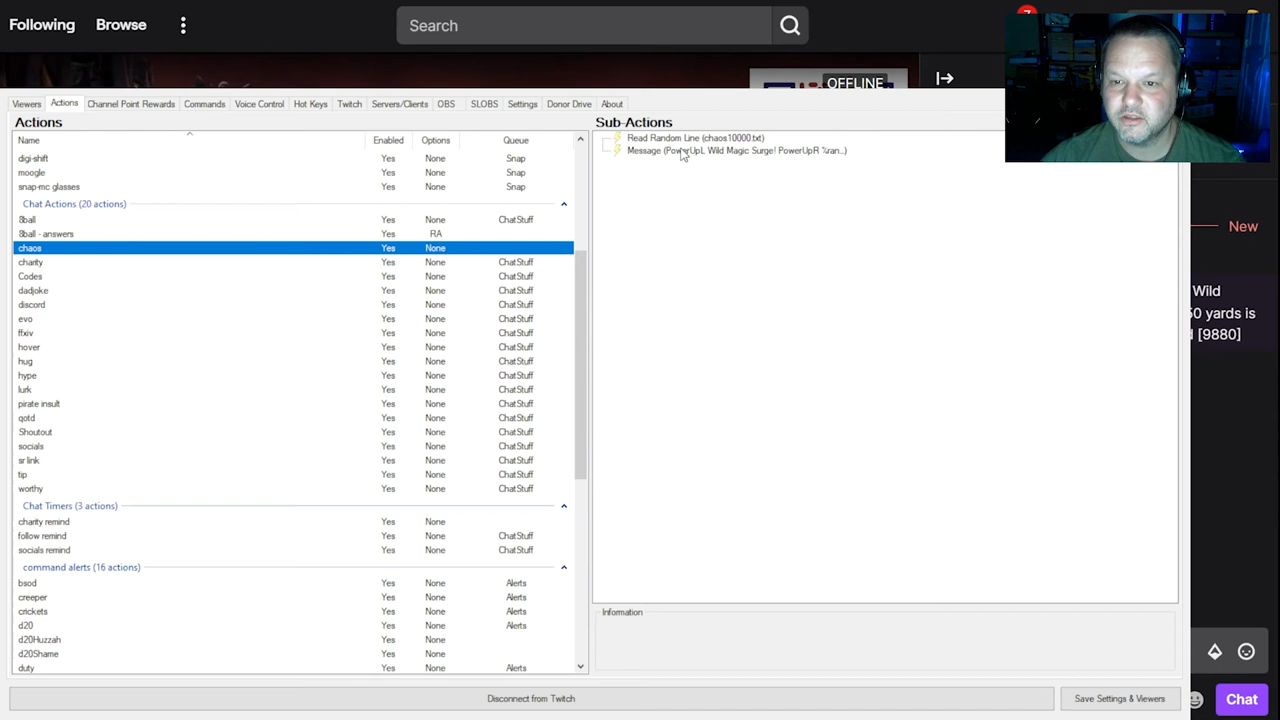 Following Browse Search 7
OFFLINE
Viewers Actions Channel Point Rewards Commands Voice Control Hot Keys Twitch Servers/Clients OBS SLOBS Settings Donor Drive About
Actions
Name Enabled Options Queue
digi-shift Yes None Snap
moogle Yes None Snap
snap-mc glasses Yes None Snap
Chat Actions (20 actions)
8ball Yes None ChatStuff
8ball - answers Yes RA
chaos Yes None
charity Yes None ChatStuff
Codes Yes None ChatStuff
dadjoke Yes None ChatStuff
discord Yes None ChatStuff
evo Yes None ChatStuff
ffxiv Yes None ChatStuff
hover Yes None ChatStuff
hug Yes None ChatStuff
hype Yes None ChatStuff
lurk Yes None ChatStuff
pirate insult Yes None ChatStuff
qotd Yes None ChatStuff
Shoutout Yes None ChatStuff
socials Yes None ChatStuff
sr link Yes None ChatStuff
tip Yes None ChatStuff
worthy Yes None ChatStuff
Chat Timers (3 actions)
charity remind Yes None
follow remind Yes None ChatStuff
socials remind Yes None ChatStuff
command alerts (16 actions)
bsod Yes None Alerts
creeper Yes None Alerts
crickets Yes None Alerts
d20 Yes None Alerts
d20Huzzah Yes None
d20Shame Yes None
duty Yes None Alerts
Sub-Actions
Read Random Line (chaos10000.txt)
Message (PowerUpL Wild Magic Surge! PowerUpR %ran...)
Information
Disconnect from Twitch
Save Settings & Viewers
New
Wild
50 yards is
[9880]
Chat